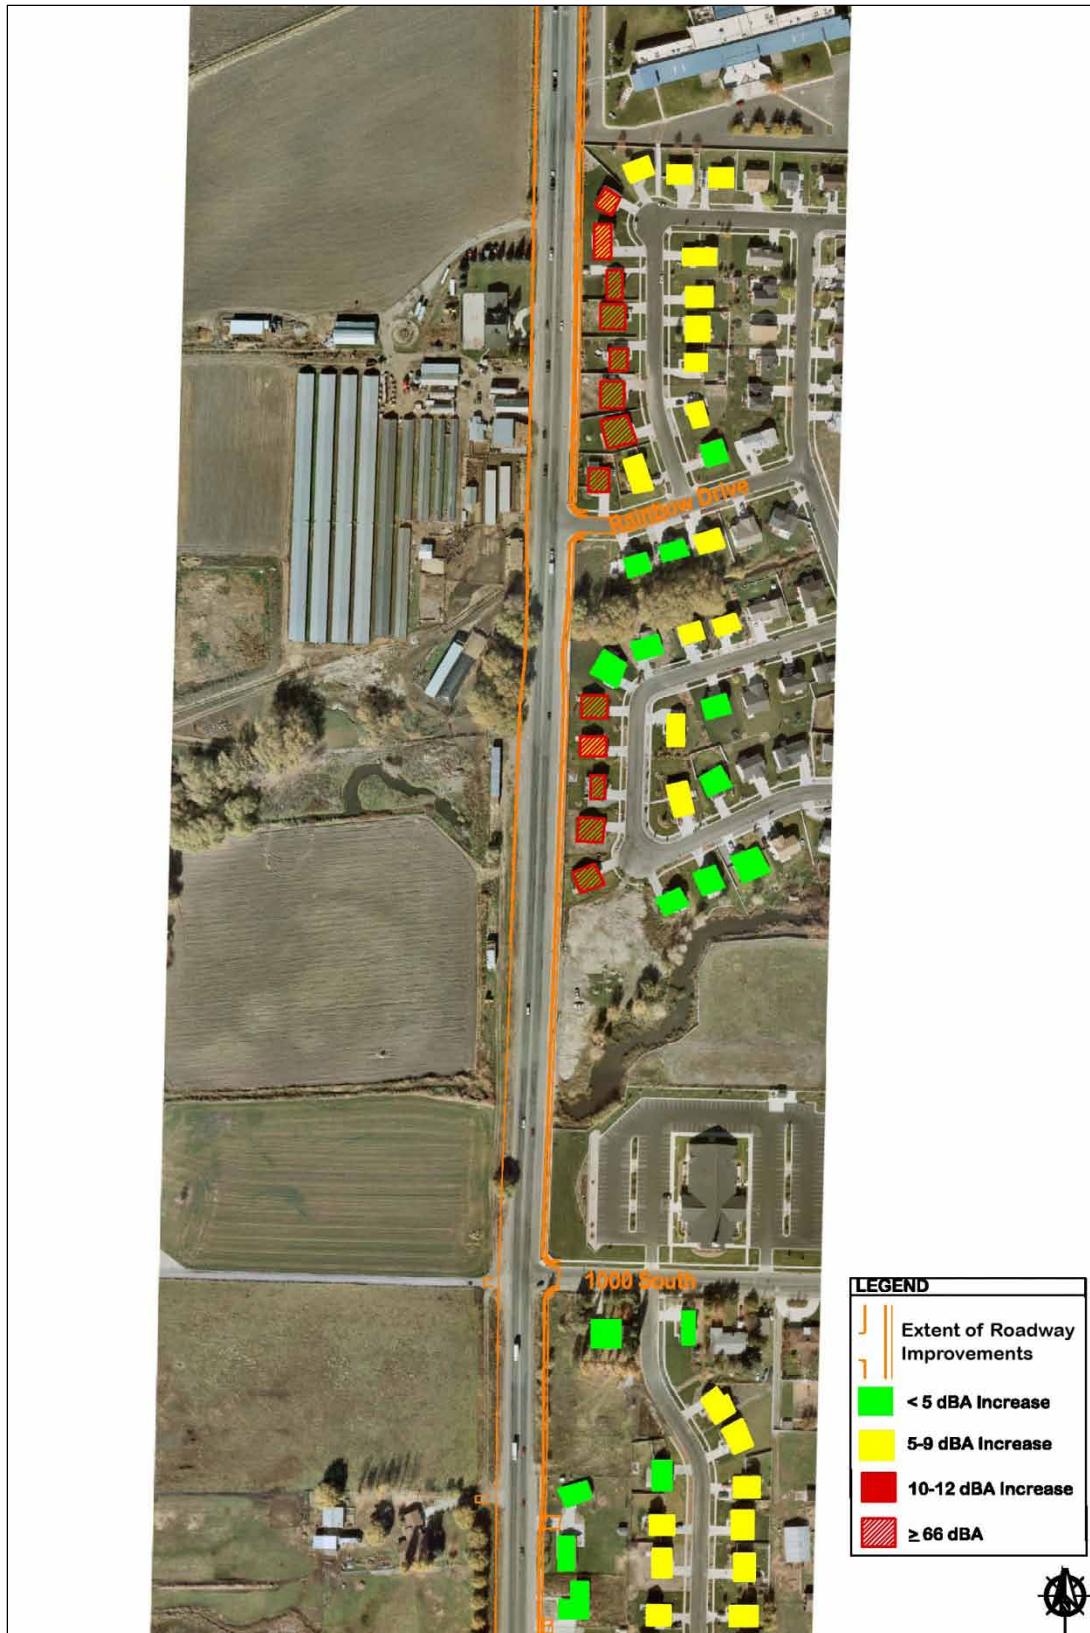 Rainbow Drive
1000 South
LEGEND
Extent of Roadway
Improvements
< 5 dBA Increase
5-9 dBA Increase
10-12 dBA Increase
≥ 66 dBA